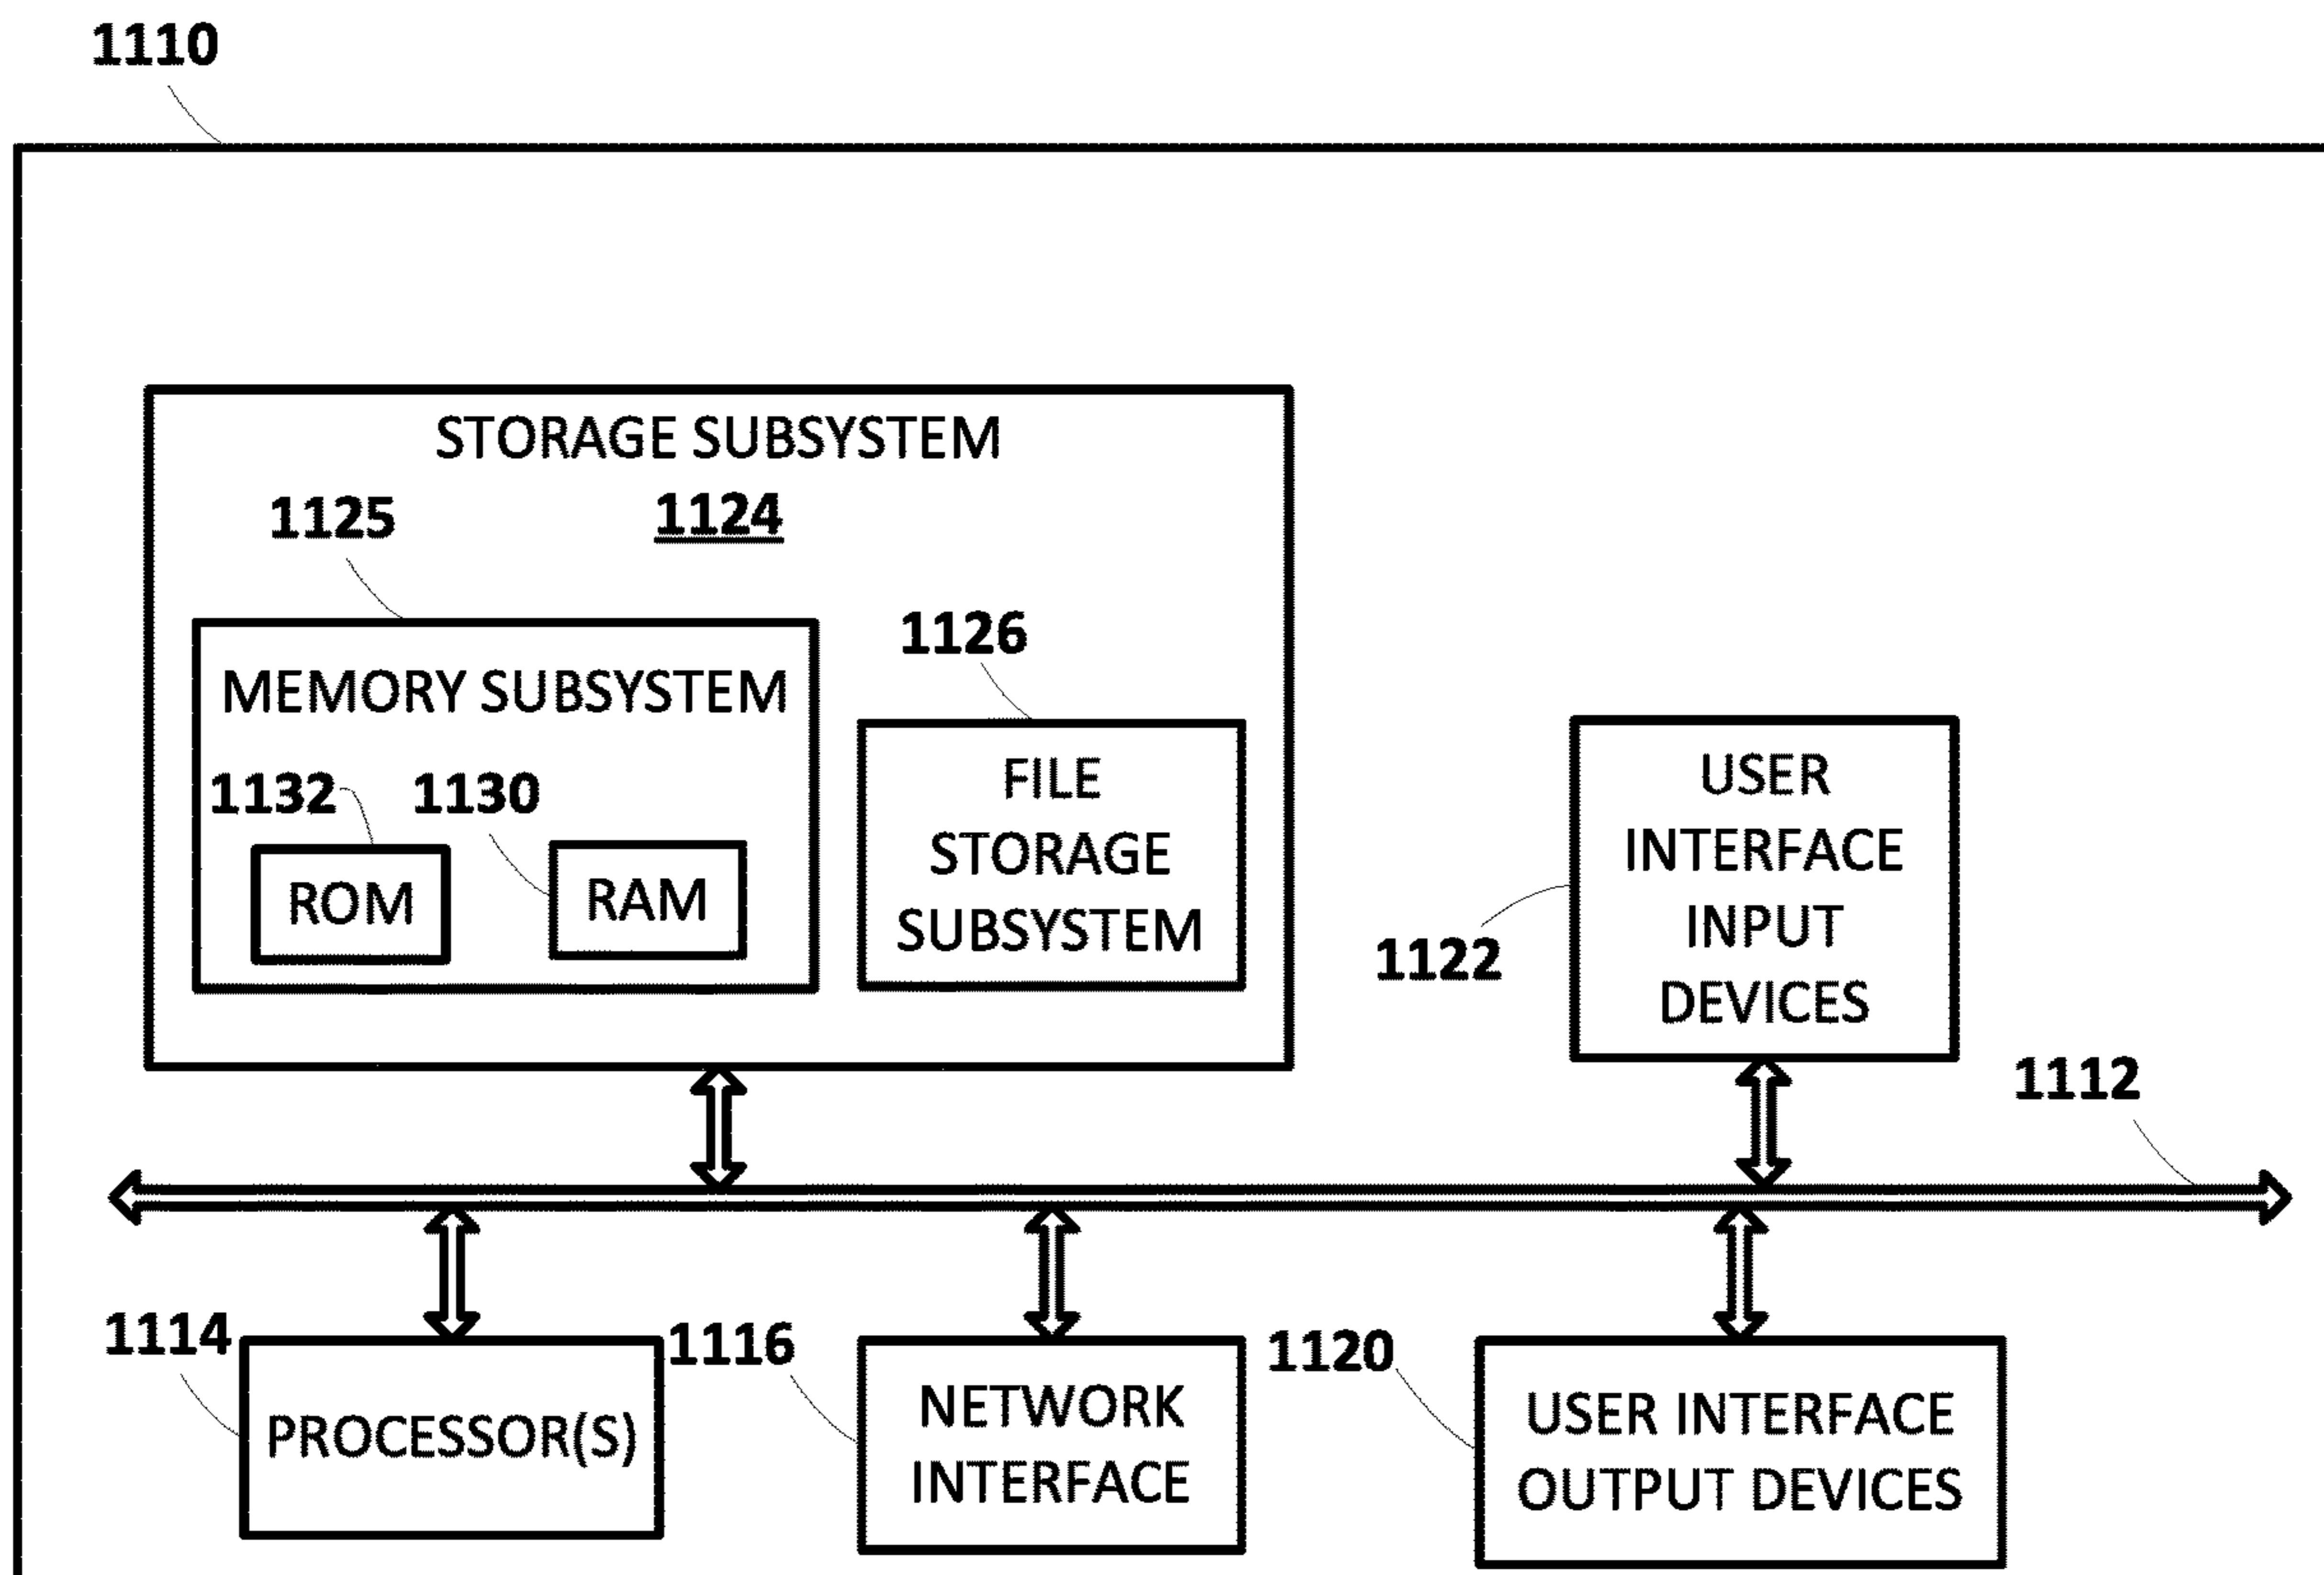 1110
STORAGE SUBSYSTEM
1124
1125
MEMORY SUBSYSTEM
1132
1130
ROM
RAM
1126
FILE
STORAGE
SUBSYSTEM
USER
INTERFACE
INPUT
DEVICES
1122
1112
1114
PROCESSOR(S)
1116
NETWORK
INTERFACE
1120
USER INTERFACE
OUTPUT DEVICES